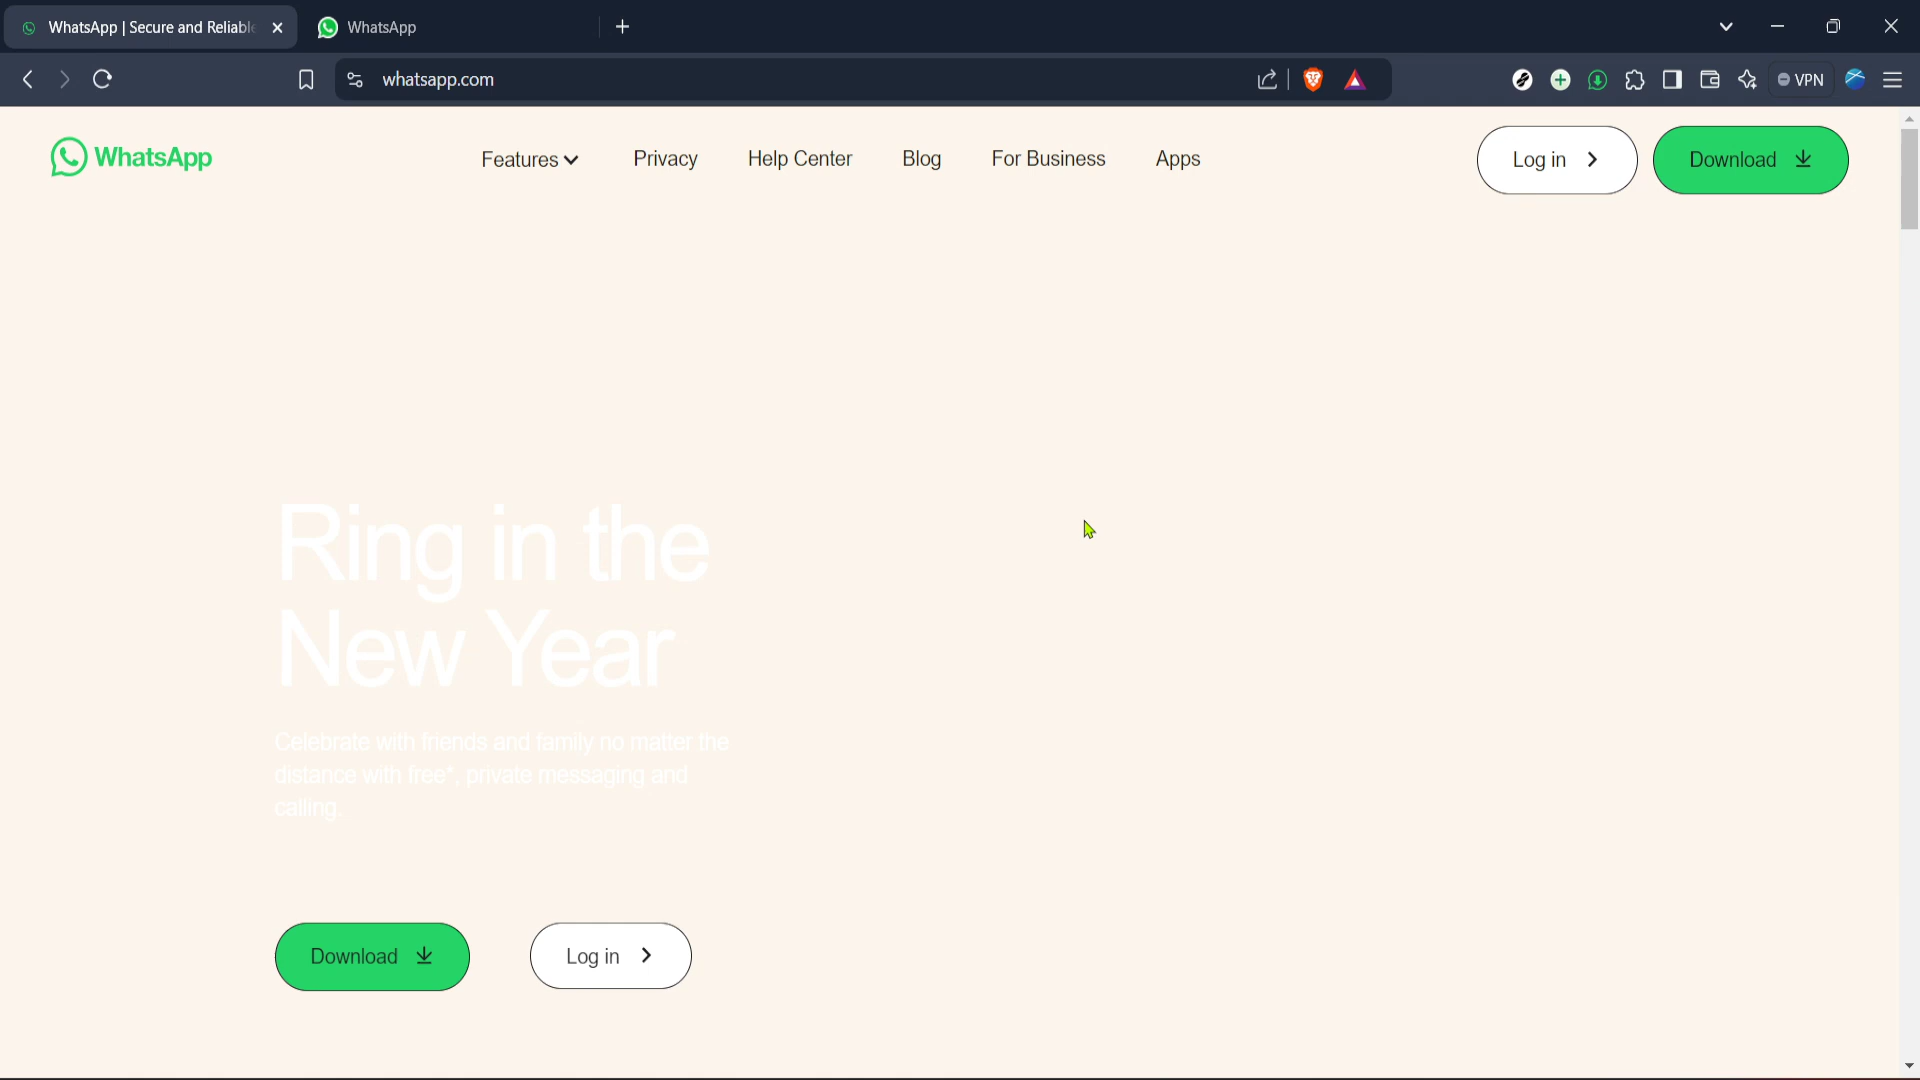 WhatsApp | Secure and Reliable
WhatsApp
whatsapp.com
VPN
WhatsApp
Features
Privacy
Help Center
Blog
For Business
Apps
Log in
Download
Ring in the
New Year
Celebrate with friends and family no matter the
distance with free*, private messaging and
calling.
Download
Log in